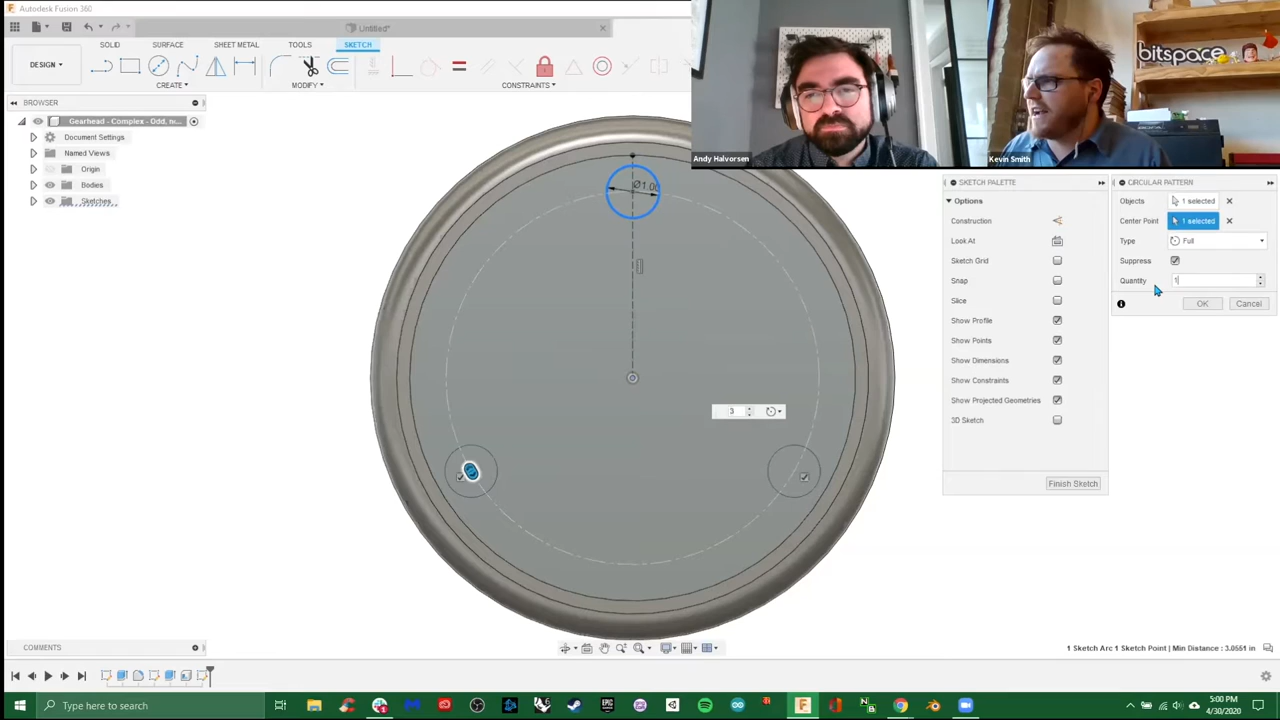 Autodesk Fusion 360
Untitled*
SOLID SURFACE SHEET METAL TOOLS SKETCH
DESIGN
CREATE MODIFY CONSTRAINTS
BROWSER
Gearhead - Complex - Odd, n...
Document Settings
Named Views
Origin
Bodies
Sketches
Ø1.00
3
Andy Halvorsen
Kevin Smith
bitspace
SKETCH PALETTE
Options
Construction
Look At
Sketch Grid
Snap
Slice
Show Profile
Show Points
Show Dimensions
Show Constraints
Show Projected Geometries
3D Sketch
Finish Sketch
CIRCULAR PATTERN
Objects 1 selected
Center Point 1 selected
Type Full
Suppress
Quantity 1
OK Cancel
COMMENTS
1 Sketch Arc 1 Sketch Point | Min Distance : 3.0551 in
Type here to search
5:00 PM
4/30/2020